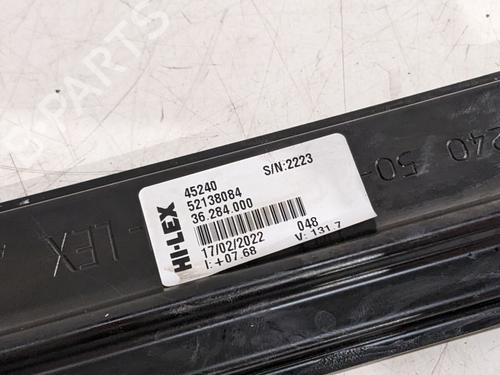 B PARTS
HI-LEX
45240
S/N:2223
52138084
36.284.000
17/02/2022
048
I:+07.68
V: 131.7
240 50-
LEX